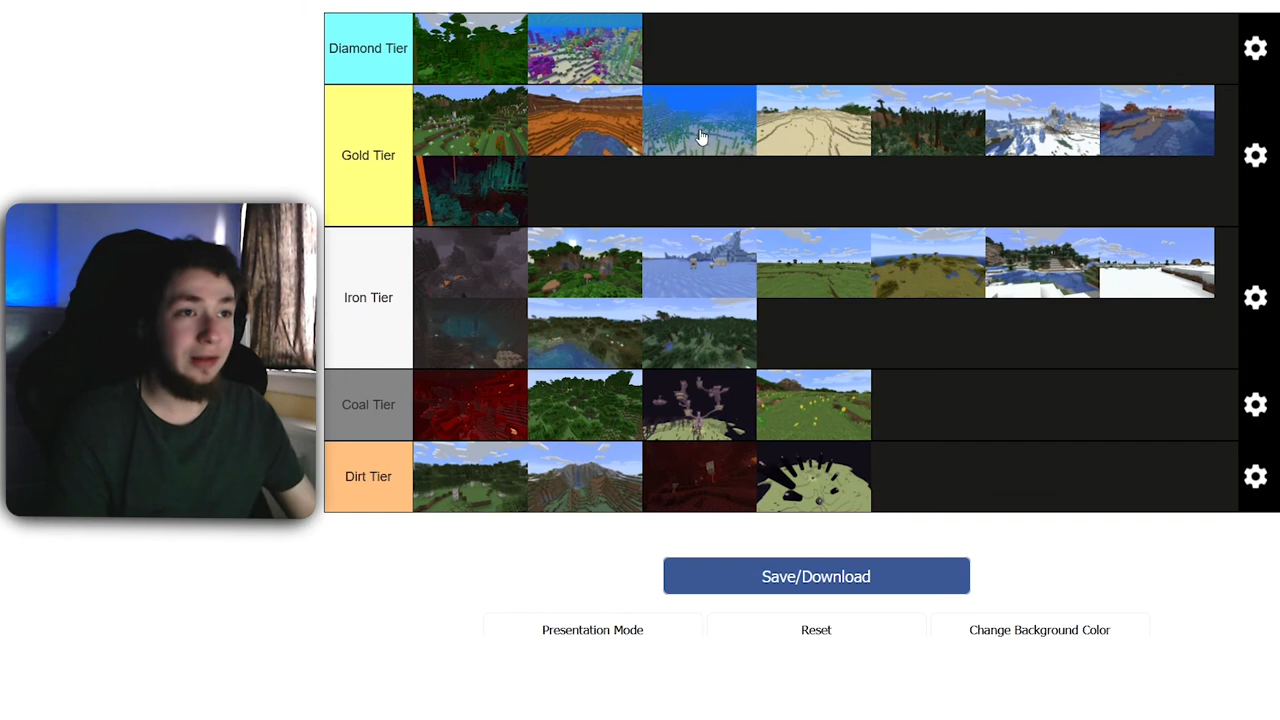 Diamond Tier
Gold Tier
Iron Tier
Coal Tier
Dirt Tier
Save/Download
Presentation Mode
Reset
Change Background Color